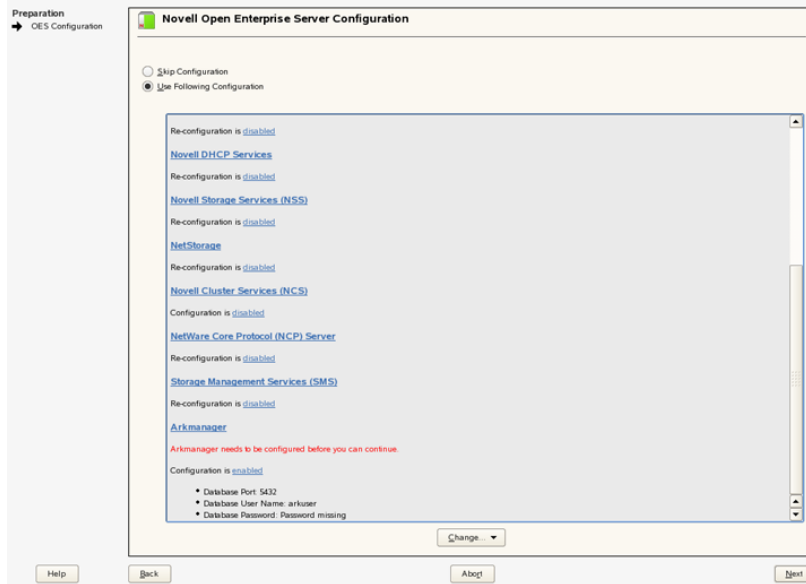 Preparation
OES Configuration
Novell Open Enterprise Server Configuration
Skip Configuration
Use Following Configuration
Re-configuration is disabled
Novell DHCP Services
Re-configuration is disabled
Novell Storage Services (NSS)
Re-configuration is disabled
NetStorage
Re-configuration is disabled
Novell Cluster Services (NCS)
Configuration is disabled
NetWare Core Protocol (NCP) Server
Re-configuration is disabled
Storage Management Services (SMS)
Re-configuration is disabled
Arkmanager
Arkmanager needs to be configured before you can continue.
Configuration is enabled
• Database Port: 5432
• Database User Name: arkuser
• Database Password: Password missing
Change...
Help
Back
Abort
Next